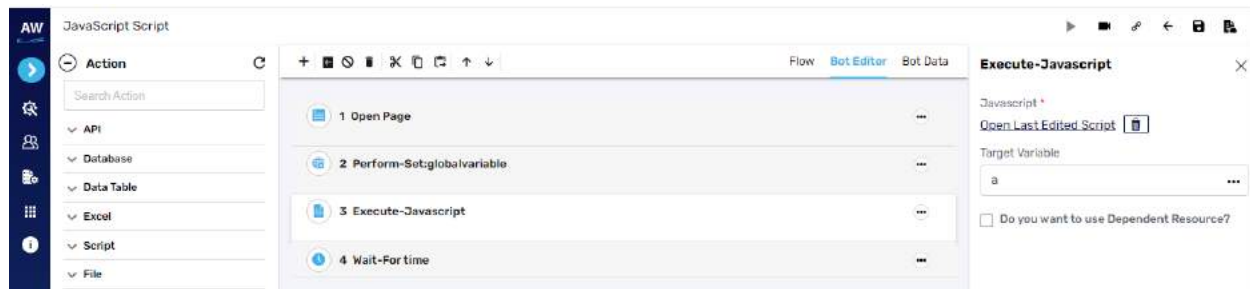 AW
JavaScript Script
Action
Search Action
API
Database
Data Table
Excel
Script
File
Flow Bot Editor Bot Data
1 Open Page
2 Perform-Set:globalvariable
3 Execute-Javascript
4 Wait-For time
Execute-Javascript
Javascript *
Open Last Edited Script
Target Variable
a
Do you want to use Dependent Resource?